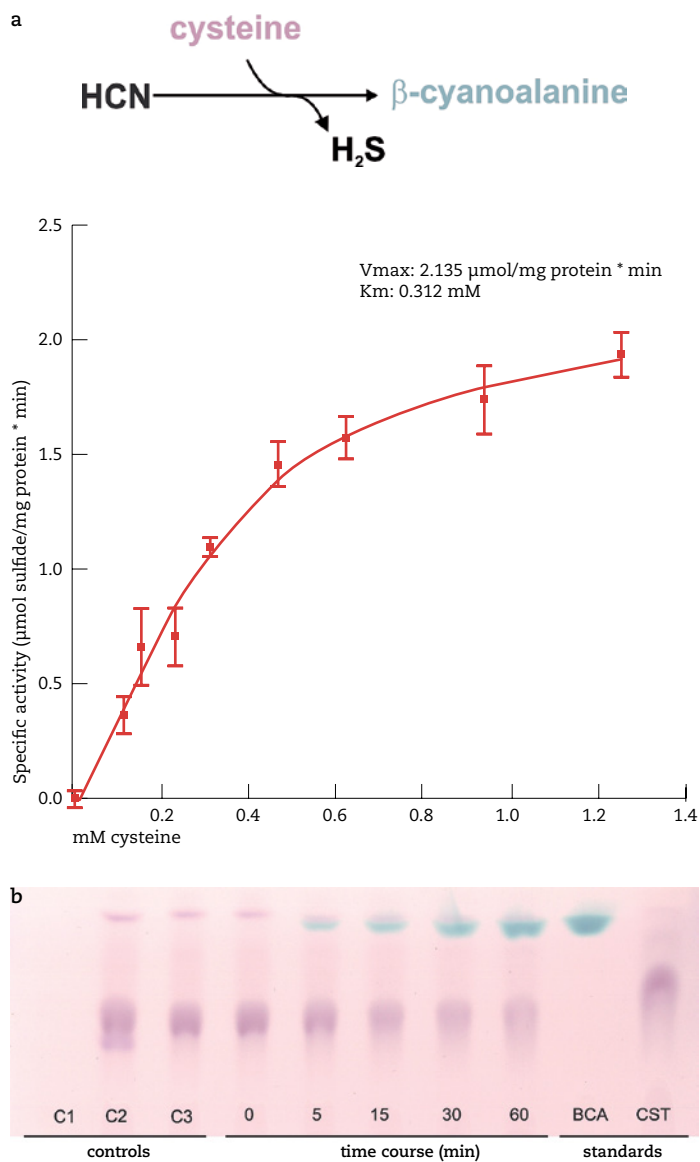 a
cysteine
HCN
β-cyanoalanine
H₂S
Vmax: 2.135 µmol/mg protein * min
Km: 0.312 mM
Specific activity (µmol sulfide/mg protein * min)
2.5
2.0
1.5
1.0
0.5
0.0
0.2 0.4 0.6 0.8 1.0 1.2 1.4
mM cysteine
b
C1 C2 C3 0 5 15 30 60 BCA CST
controls time course (min) standards